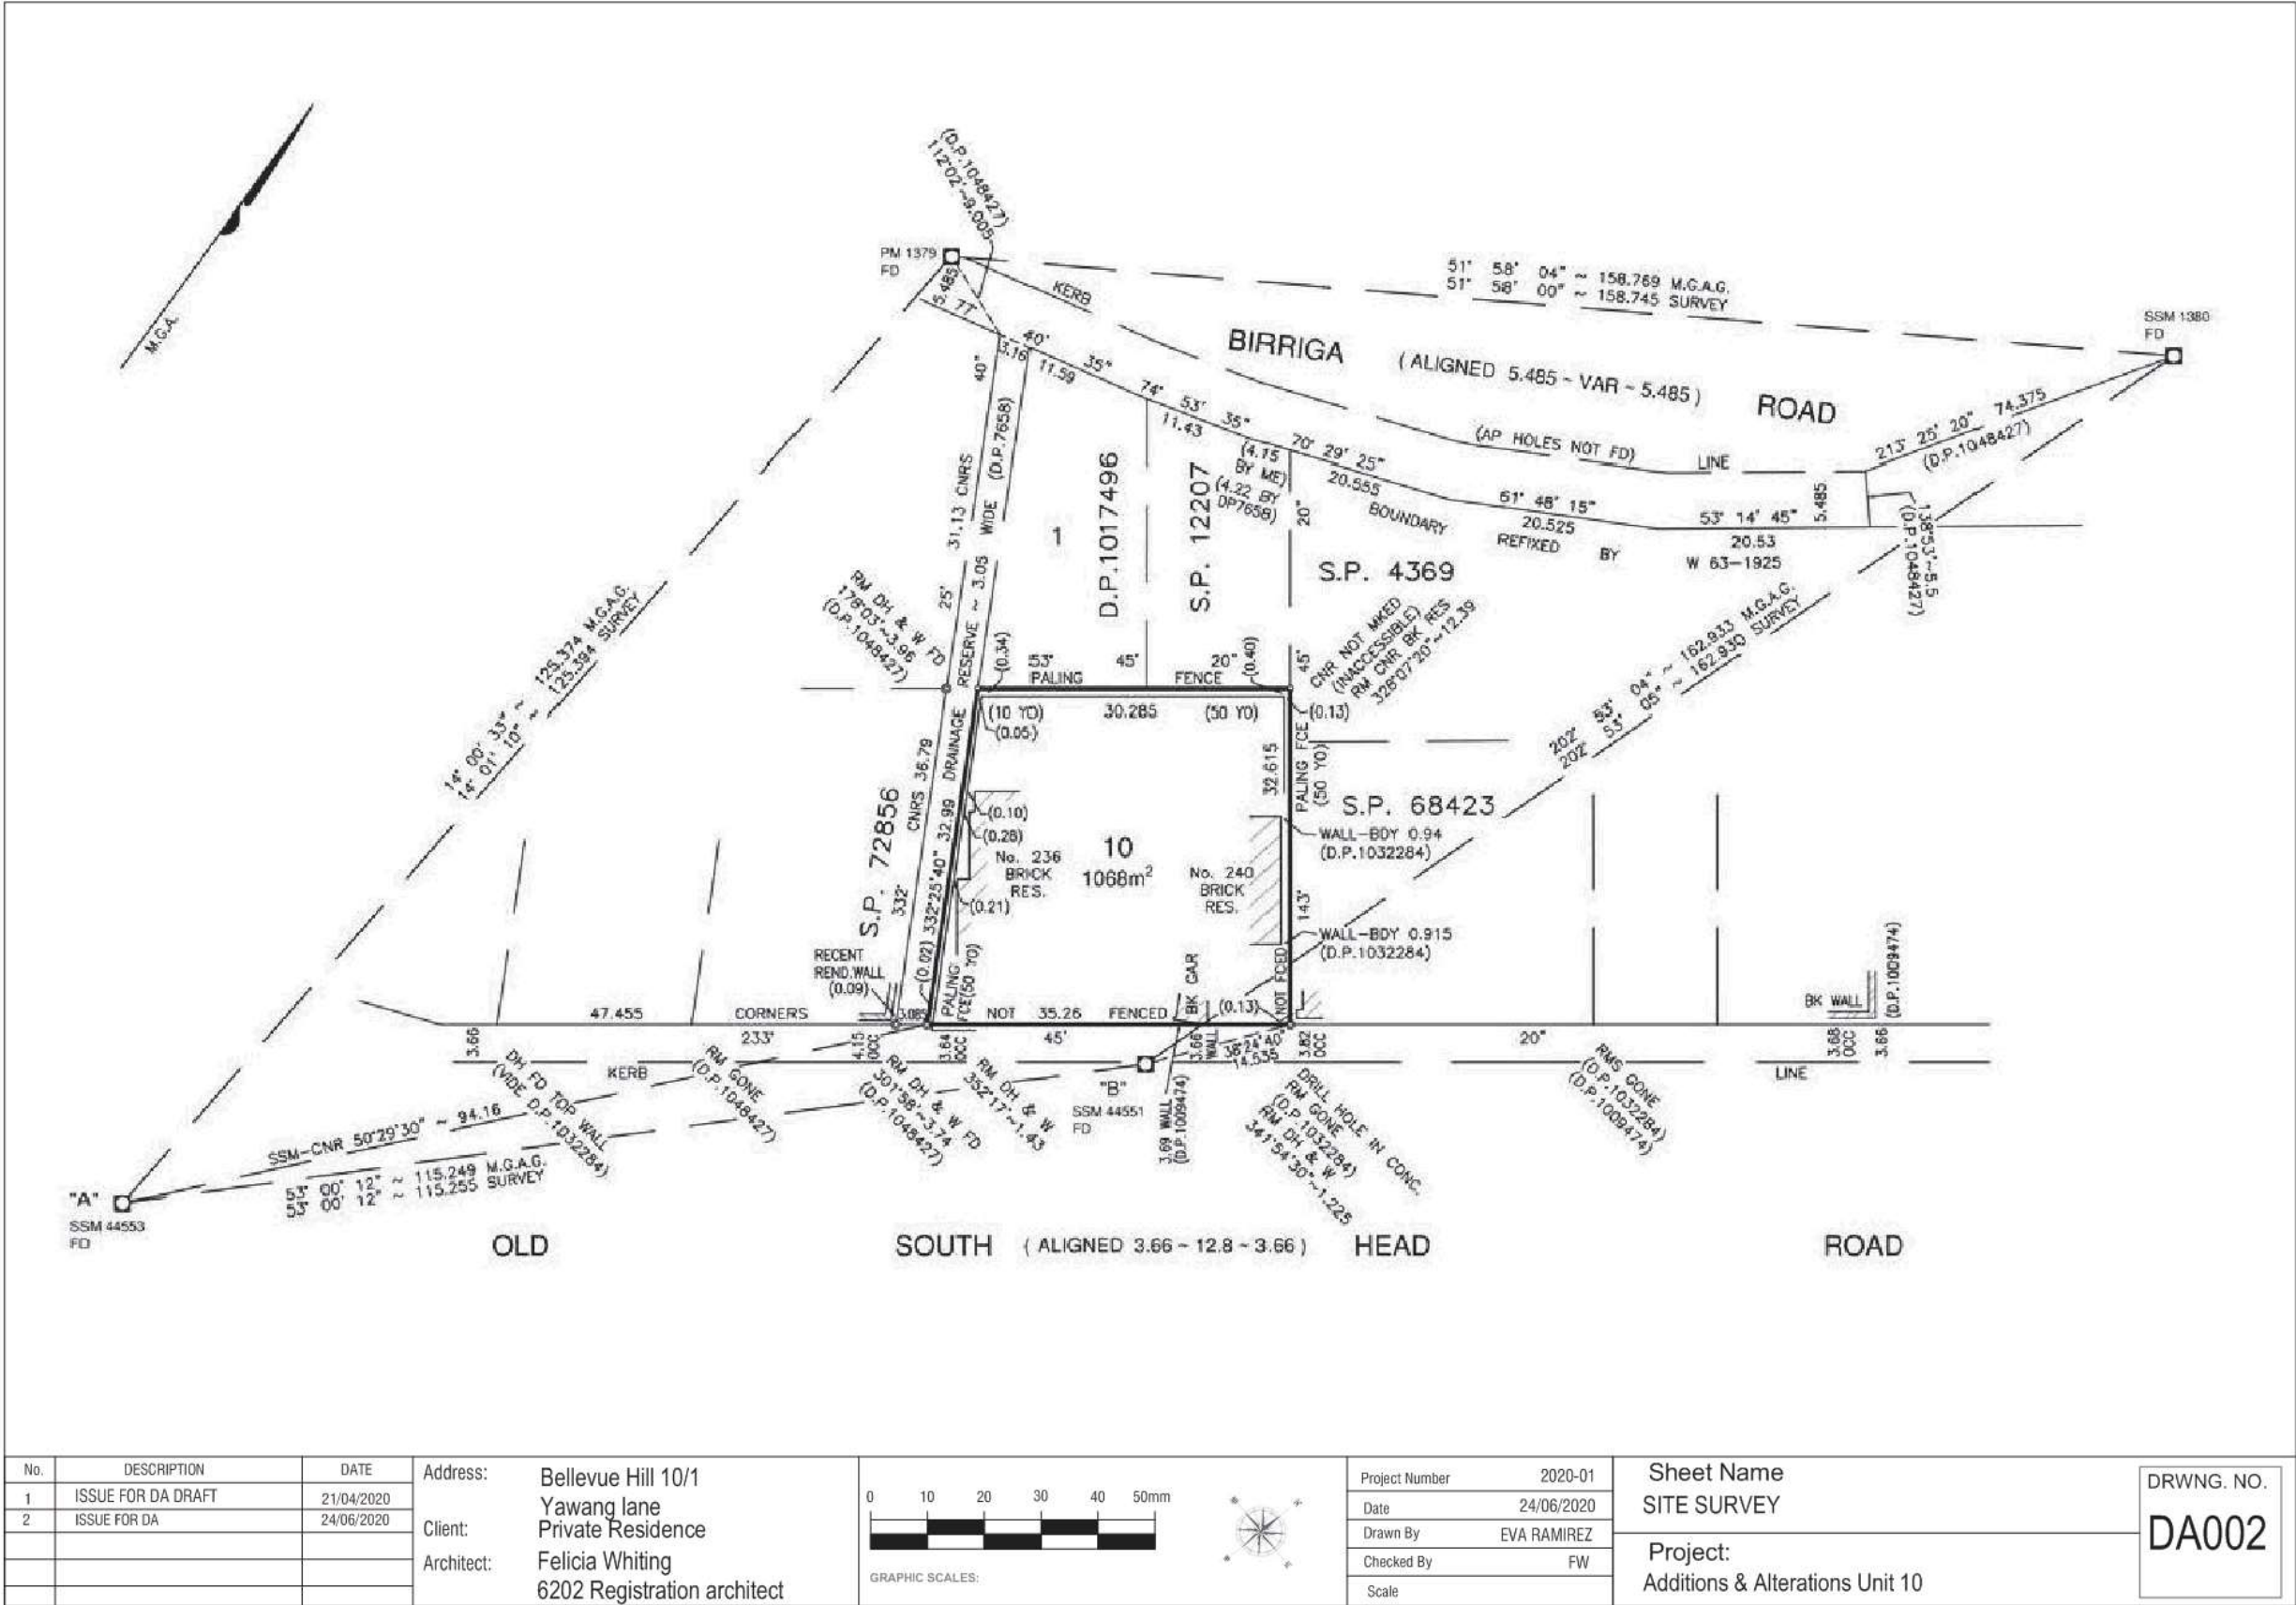 M.G.A.
(D.P.1048427)
112°02'~9.005
PM 1379
FD
5.485
77°
40'
35"
KERB
51° 58' 04" ~ 158.769 M.G.A.G.
51° 58' 00" ~ 158.745 SURVEY
SSM 1380
FD
BIRRIGA
( ALIGNED 5.485 ~ VAR ~ 5.485 )
ROAD
3.16
11.59
74° 53' 35"
11.43
(4.15
BY ME)
(4.22 BY
DP7658)
70° 29' 25"
20.555
BOUNDARY
(AP HOLES NOT FD)
LINE
61° 48' 15"
20.525
REFIXED
BY
53° 14' 45"
20.53
W 63-1925
5.485
213° 25' 20" 74.375
(D.P.1048427)
138°53'~5.5
(D.P.1048427)
40"
31.13 CNRS
25'
RESERVE ~ 3.05 WIDE (D.P.7658)
1
D.P.1017496
S.P. 12207
20"
S.P. 4369
14° 00' 33" ~ 125.374 M.G.A.G.
14° 01' 10" ~ 125.394 SURVEY
RM DH & W FD
178°03'~3.96
(D.P.1048427)
(0.34)
53° 45' 20"
PALING FENCE
(0.40)
45'
CNR NOT MKED
(INACCESSIBLE)
RM CNR BK RES
328°07'20"~12.39
202° 53' 04" ~ 162.933 M.G.A.G.
202° 53' 05" ~ 162.930 SURVEY
(10 YO)
30.285
(50 YO)
(0.13)
(0.05)
S.P. 72856
332°
CNRS 36.79
DRAINAGE
332°25'40" 32.99
32.615
PALING FCE
(50 YO)
S.P. 68423
(0.10)
(0.28)
No. 236
BRICK
RES.
(0.21)
10
1068m²
No. 240
BRICK
RES.
WALL-BDY 0.94
(D.P.1032284)
143°
WALL-BDY 0.915
(D.P.1032284)
RECENT
REND.WALL
(0.09)
(0.02)
PALING
FCE(50 YO)
BK GAR
NOT FCED
(0.13)
BK WALL
(D.P.1009474)
47.455
CORNERS
3.085
NOT 35.26 FENCED
3.66
233°
4.15
OCC
3.64
OCC
45'
3.66
WALL
38°24'40"
14.535
3.82
OCC
20"
3.68
OCC
3.66
KERB
LINE
DH FD TOP WALL
(VIDE D.P.1032284)
RM GONE
(D.P.1048427)
RM DH & W FD
301°58'~3.74
(D.P.1048427)
RM DH & W
352°17'~1.43
"B"
SSM 44551
FD
3.69 WALL
(D.P.1009474)
DRILL HOLE IN CONC.
RM GONE
(D.P.1032284)
RM DH & W
341°54'30"~1.225
RMS GONE
(D.P.1032284)
(D.P.1009474)
SSM-CNR 50°29'30" ~ 94.16
53° 00' 12" ~ 115.249 M.G.A.G.
53° 00' 12" ~ 115.255 SURVEY
"A"
SSM 44553
FD
OLD SOUTH ( ALIGNED 3.66 ~ 12.8 ~ 3.66 ) HEAD ROAD
No. DESCRIPTION DATE
1 ISSUE FOR DA DRAFT 21/04/2020
2 ISSUE FOR DA 24/06/2020
Address: Bellevue Hill 10/1
Yawang lane
Client: Private Residence
Architect: Felicia Whiting
6202 Registration architect
0 10 20 30 40 50mm
GRAPHIC SCALES:
Project Number 2020-01
Date 24/06/2020
Drawn By EVA RAMIREZ
Checked By FW
Scale
Sheet Name
SITE SURVEY
Project:
Additions & Alterations Unit 10
DRWNG. NO.
DA002